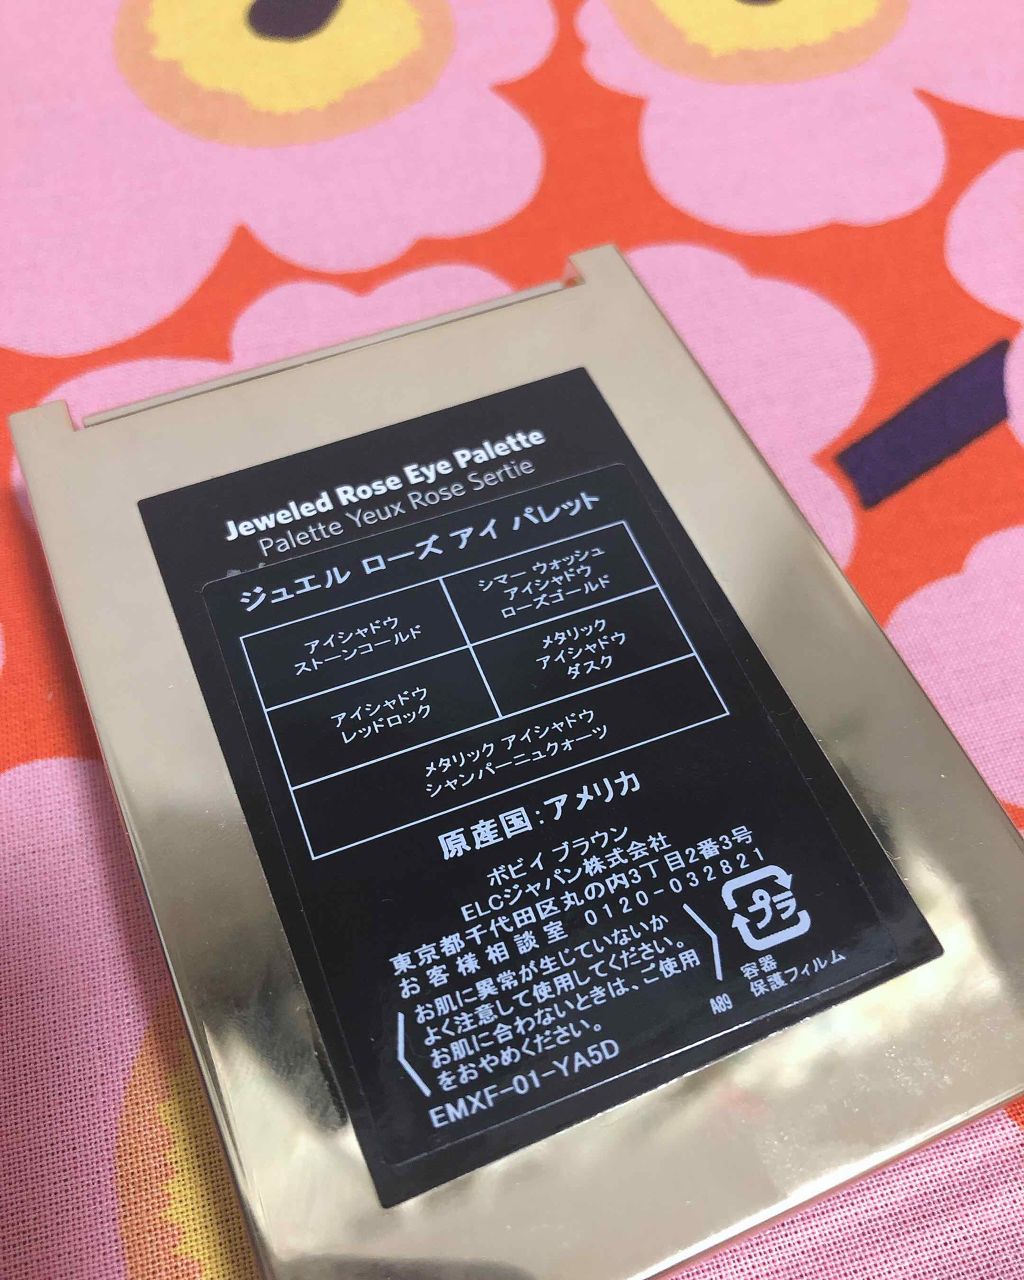 Jeweled Rose Eye Palette
Palette Yeux Rose Sertie
ジュエル ローズ アイ パレット
アイシャドウ
ストーンコールド
シマー ウォッシュ
アイシャドウ
ローズゴールド
アイシャドウ
レッドロック
メタリック
アイシャドウ
ダスク
メタリック アイシャドウ
シャンパーニュクォーツ
原産国:アメリカ
ボビイ ブラウン
ELCジャパン株式会社
東京都千代田区丸の内3丁目2番3号
お客様相談室 0120-032821
お肌に異常が生じていないか
よく注意して使用してください。
お肌に合わないときは、ご使用
をおやめください。
プラ
容器
保護フィルム
A89
EMXF-01-YA5D